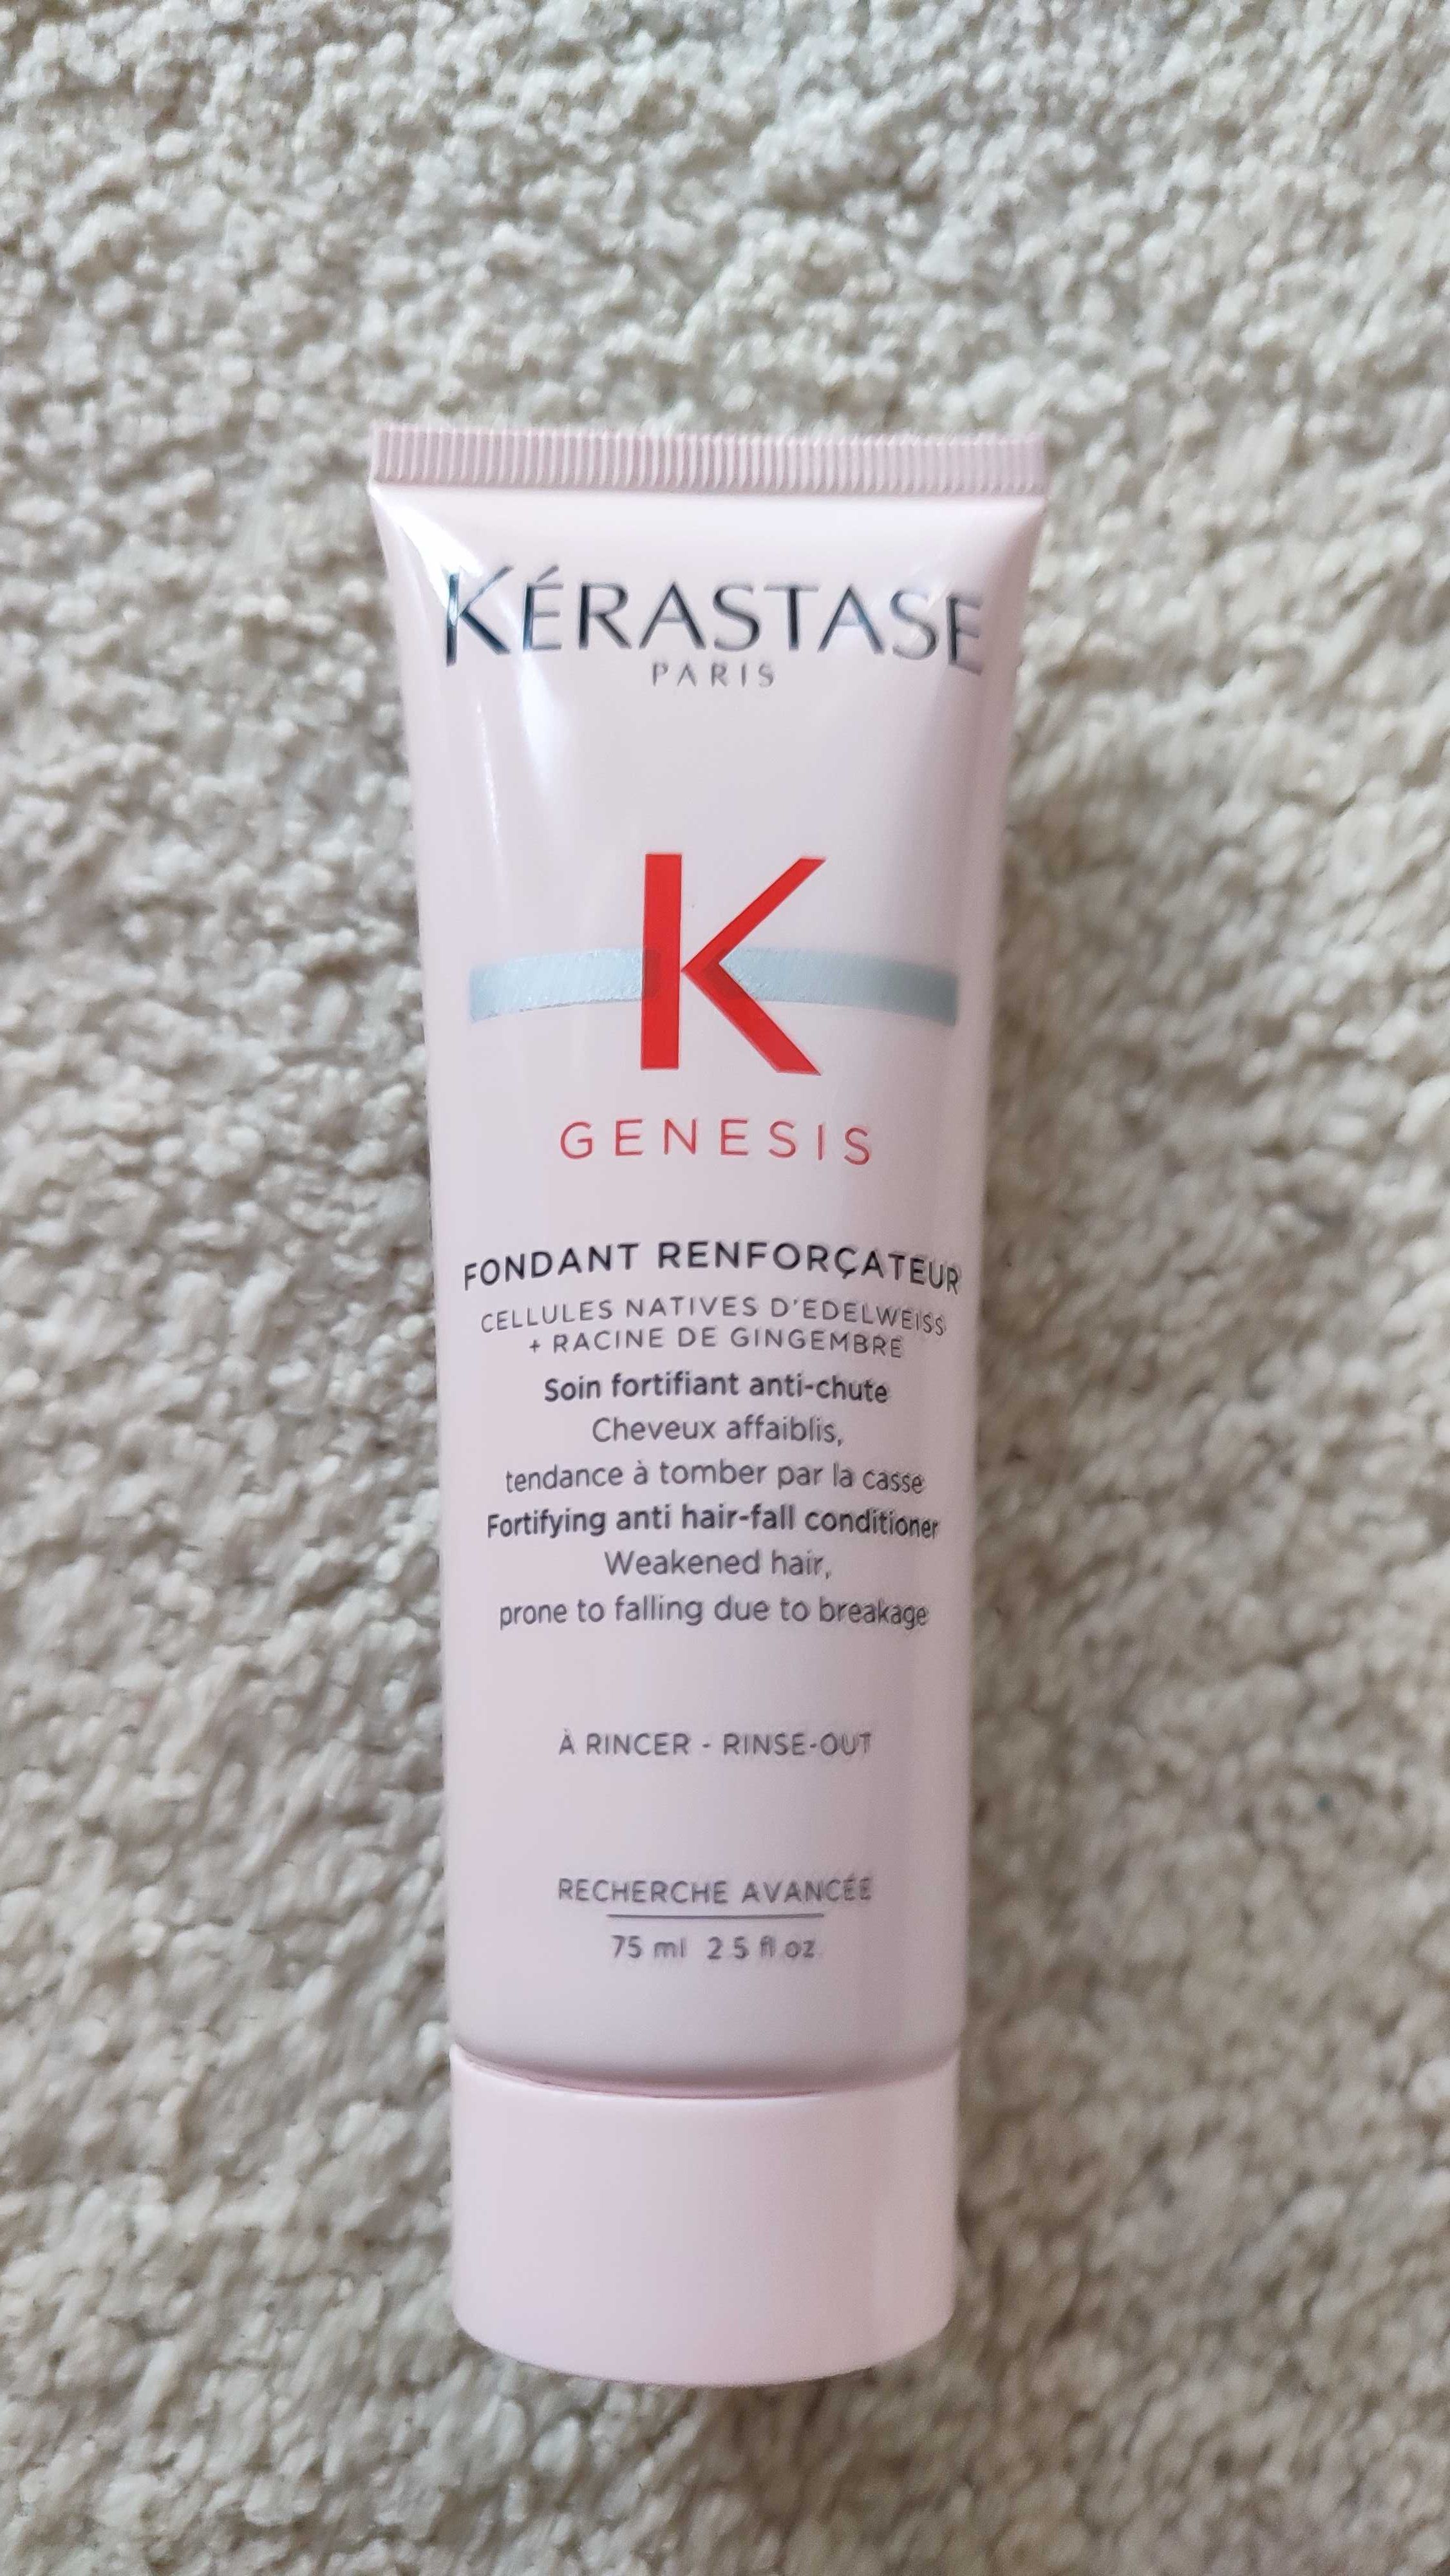 KÉRASTASE
PARIS
K
GENESIS
FONDANT RENFORÇATEUR
CELLULES NATIVES D'EDELWEISS
+ RACINE DE GINGEMBRE
Soin fortifiant anti-chute
Cheveux affaiblis,
tendance à tomber par la casse
Fortifying anti hair-fall conditioner
Weakened hair,
prone to falling due to breakage
À RINCER - RINSE-OUT
RECHERCHE AVANCÉE
75 ml 2 5 fl oz